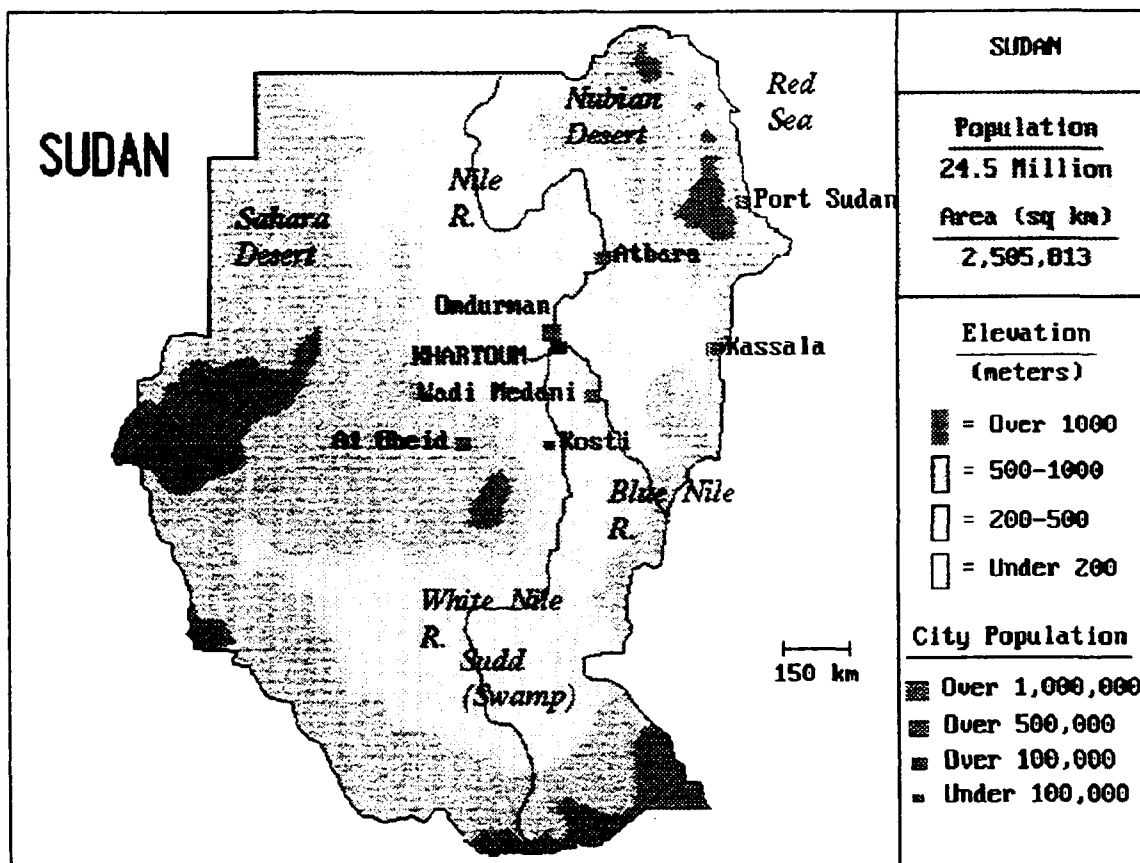 SUDAN
Nubian
Desert
Red
Sea
Nile
R.
Port Sudan
Sahara
Desert
Atbara
Omdurman
KHARTOUM
Kassala
Wadi Medani
Al Obeid
Kosti
Blue Nile
R.
White Nile
R.
Sudd
(Swamp)
150 km
SUDAN
Population
24.5 Million
Area (sq km)
2,505,813
Elevation
(meters)
= Over 1000
= 500-1000
= 200-500
= Under 200
City Population
Over 1,000,000
Over 500,000
Over 100,000
Under 100,000